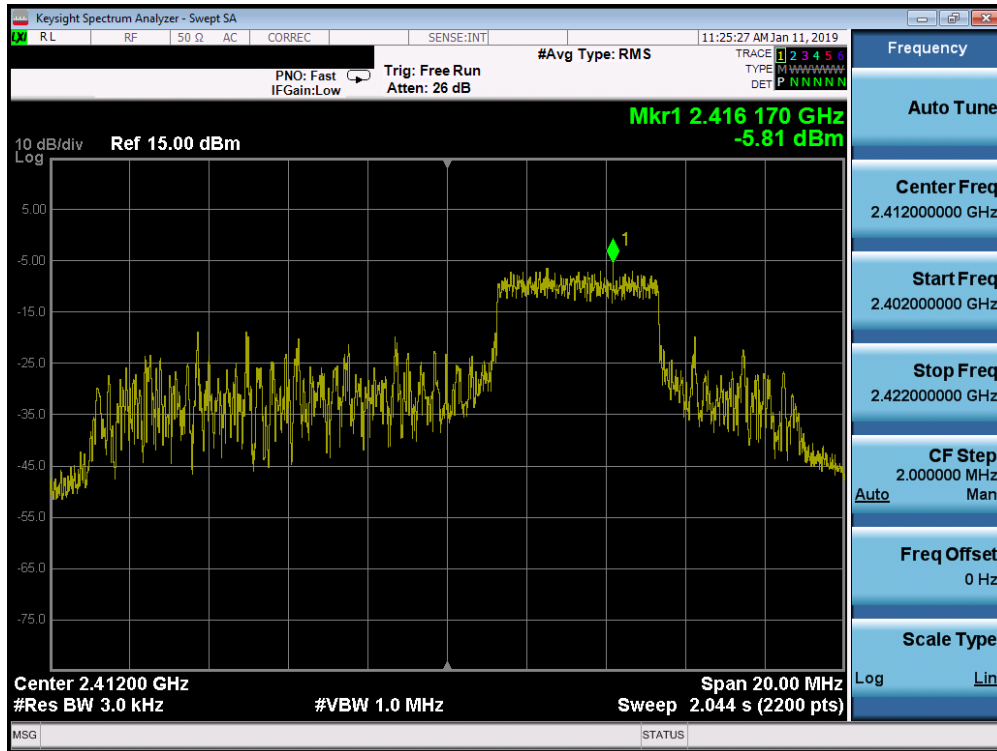 Keysight Spectrum Analyzer - Swept SA
LXI RL RF 50 Ω AC CORREC SENSE:INT 11:25:27 AM Jan 11, 2019
PNO: Fast
IFGain:Low
Trig: Free Run
Atten: 26 dB
#Avg Type: RMS
TRACE 1 2 3 4 5 6
TYPE M WWWWW
DET P N N N N N
Mkr1 2.416 170 GHz
-5.81 dBm
10 dB/div Ref 15.00 dBm
Log
1
5.00
-5.00
-15.0
-25.0
-35.0
-45.0
-55.0
-65.0
-75.0
Center 2.41200 GHz Span 20.00 MHz
#Res BW 3.0 kHz #VBW 1.0 MHz Sweep 2.044 s (2200 pts)
MSG STATUS
Frequency
Auto Tune
Center Freq
2.412000000 GHz
Start Freq
2.402000000 GHz
Stop Freq
2.422000000 GHz
CF Step
2.000000 MHz
Auto Man
Freq Offset
0 Hz
Scale Type
Log Lin